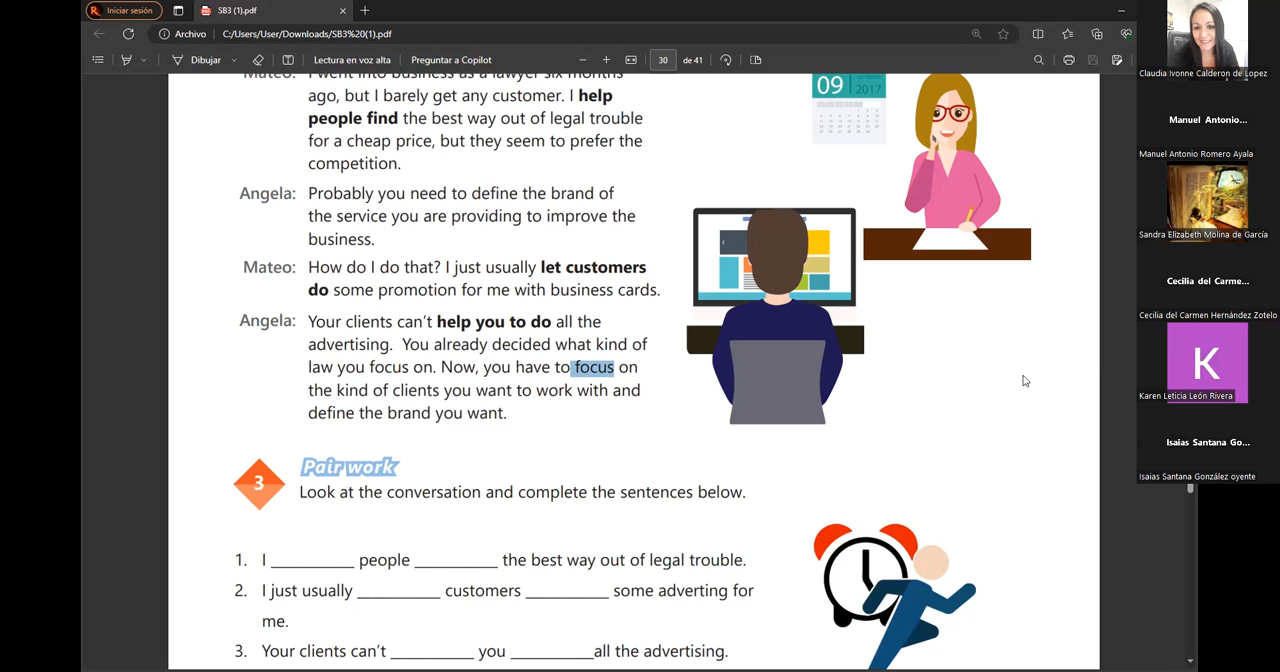 Iniciar sesión
SB3 (1).pdf
Archivo
C:/Users/User/Downloads/SB3%20(1).pdf
Dibujar
Lectura en voz alta
Preguntar a Copilot
30
de 41
Mateo: I went into business as a lawyer six months
ago, but I barely get any customer. I help
people find the best way out of legal trouble
for a cheap price, but they seem to prefer the
competition.
Angela: Probably you need to define the brand of
the service you are providing to improve the
business.
Mateo: How do I do that? I just usually let customers
do some promotion for me with business cards.
Angela: Your clients can't help you to do all the
advertising. You already decided what kind of
law you focus on. Now, you have to focus on
the kind of clients you want to work with and
define the brand you want.
09
2017
3
Pair work
Look at the conversation and complete the sentences below.
1. I __________ people __________ the best way out of legal trouble.
2. I just usually __________ customers __________ some adverting for
me.
3. Your clients can't __________ you __________all the advertising.
Claudia Ivonne Calderon de Lopez
Manuel Antonio...
Manuel Antonio Romero Ayala
Sandra Elizabeth Molina de García
Cecilia del Carme...
Cecilia del Carmen Hernández Zotelo
K
Karen Leticia León Rivera
Isaias Santana Go...
Isaias Santana González oyente